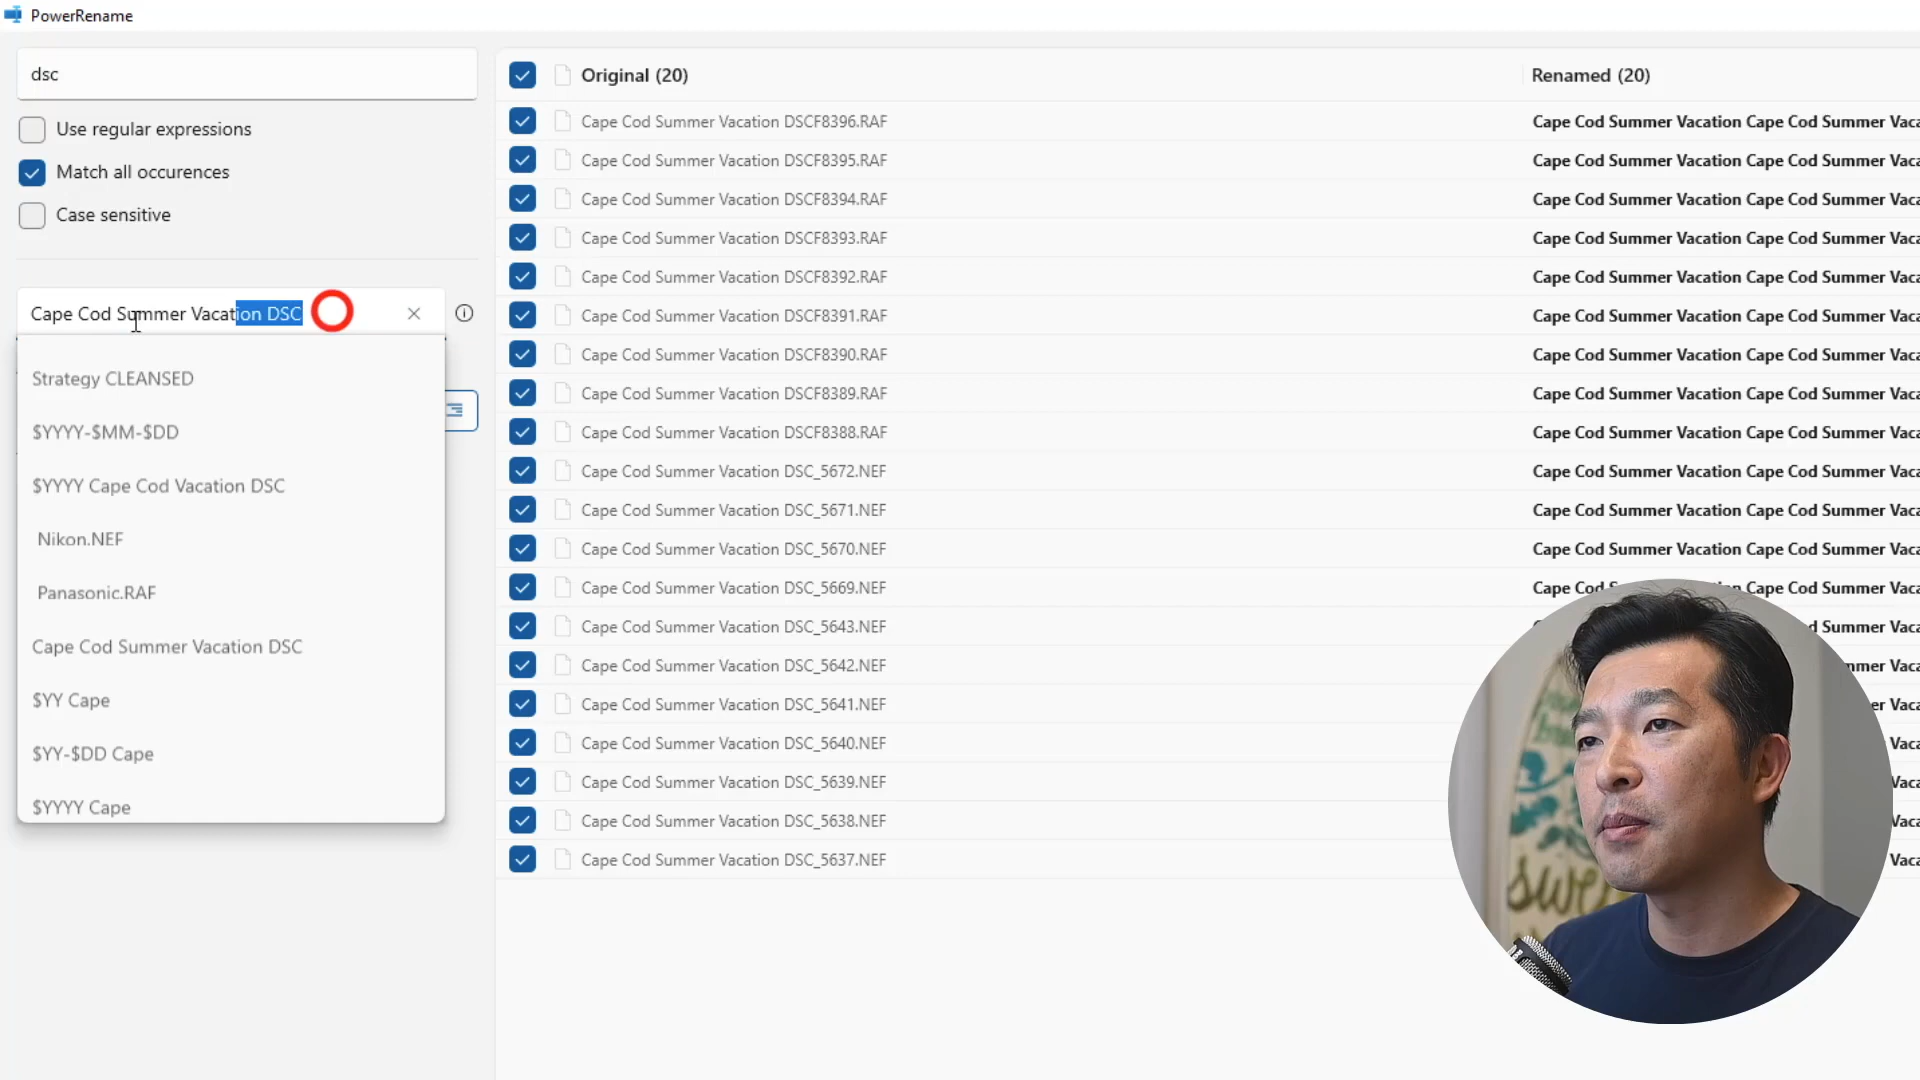 PowerRename
dsc
Use regular expressions
Match all occurences
Case sensitive
Cape Cod Summer Vacation DSC
Strategy CLEANSED
$YYYY-$MM-$DD
$YYYY Cape Cod Vacation DSC
Nikon.NEF
Panasonic.RAF
Cape Cod Summer Vacation DSC
$YY Cape
$YY-$DD Cape
$YYYY Cape
Original (20) Renamed (20)
Cape Cod Summer Vacation DSCF8396.RAF Cape Cod Summer Vacation Cape Cod Summer Vaca
Cape Cod Summer Vacation DSCF8395.RAF Cape Cod Summer Vacation Cape Cod Summer Vaca
Cape Cod Summer Vacation DSCF8394.RAF Cape Cod Summer Vacation Cape Cod Summer Vaca
Cape Cod Summer Vacation DSCF8393.RAF Cape Cod Summer Vacation Cape Cod Summer Vaca
Cape Cod Summer Vacation DSCF8392.RAF Cape Cod Summer Vacation Cape Cod Summer Vaca
Cape Cod Summer Vacation DSCF8391.RAF Cape Cod Summer Vacation Cape Cod Summer Vaca
Cape Cod Summer Vacation DSCF8390.RAF Cape Cod Summer Vacation Cape Cod Summer Vaca
Cape Cod Summer Vacation DSCF8389.RAF Cape Cod Summer Vacation Cape Cod Summer Vaca
Cape Cod Summer Vacation DSCF8388.RAF Cape Cod Summer Vacation Cape Cod Summer Vaca
Cape Cod Summer Vacation DSC_5672.NEF Cape Cod Summer Vacation Cape Cod Summer Vaca
Cape Cod Summer Vacation DSC_5671.NEF Cape Cod Summer Vacation Cape Cod Summer Vaca
Cape Cod Summer Vacation DSC_5670.NEF Cape Cod Summer Vacation Cape Cod Summer Vaca
Cape Cod Summer Vacation DSC_5669.NEF Cape Cod Cape Cod Summer Vaca
Cape Cod Summer Vacation DSC_5643.NEF d Summer Vaca
Cape Cod Summer Vacation DSC_5642.NEF mmer Vaca
Cape Cod Summer Vacation DSC_5641.NEF er Vaca
Cape Cod Summer Vacation DSC_5640.NEF Vaca
Cape Cod Summer Vacation DSC_5639.NEF Vaca
Cape Cod Summer Vacation DSC_5638.NEF Vaca
Cape Cod Summer Vacation DSC_5637.NEF Vaca